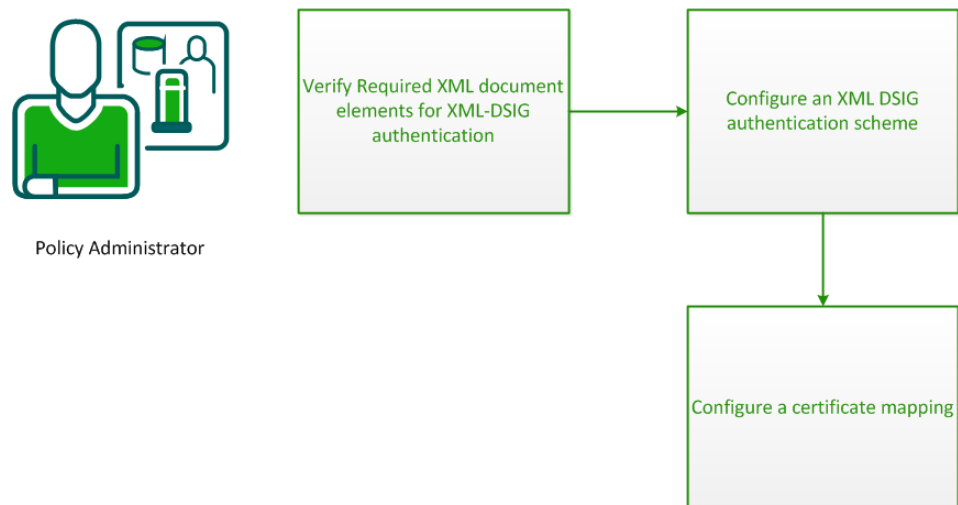 Verify Required XML document
elements for XML-DSIG
authentication
Configure an XML DSIG
authentication scheme
Policy Administrator
Configure a certificate mapping